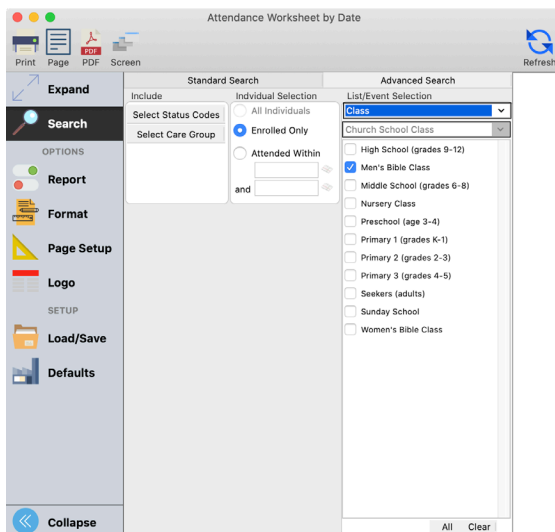 Attendance Worksheet by Date
Print Page PDF Screen Refresh
PDF
Expand
Search
OPTIONS
Report
Format
Page Setup
Logo
SETUP
Load/Save
Defaults
Collapse
Standard Search Advanced Search
Include
Select Status Codes
Select Care Group
Indvidual Selection
All Individuals
Enrolled Only
Attended Within
and
List/Event Selection
Class
Church School Class
High School (grades 9-12)
Men's Bible Class
Middle School (grades 6-8)
Nursery Class
Preschool (age 3-4)
Primary 1 (grades K-1)
Primary 2 (grades 2-3)
Primary 3 (grades 4-5)
Seekers (adults)
Sunday School
Women's Bible Class
All Clear